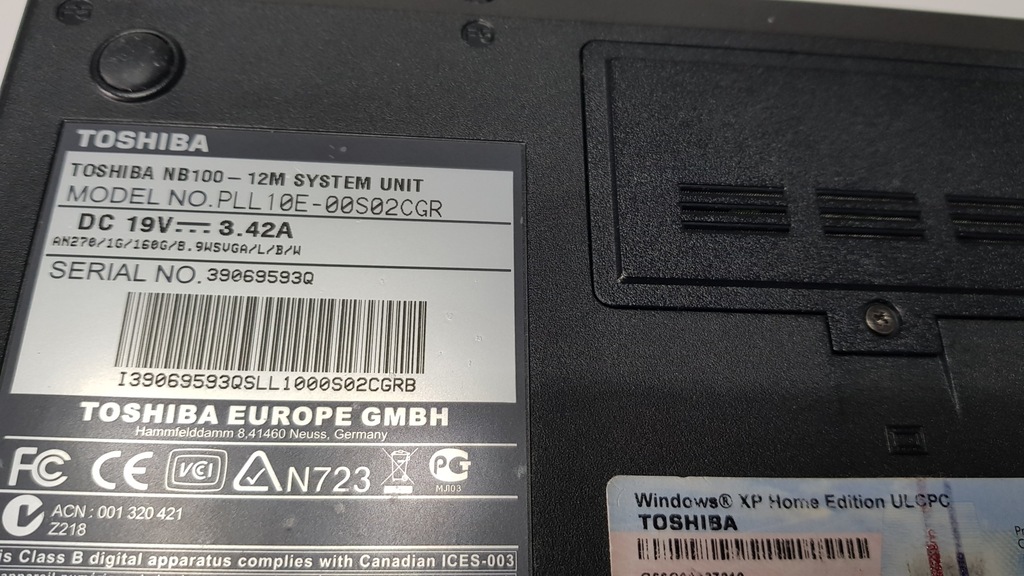 TOSHIBA
TOSHIBA NB100 – 12M SYSTEM UNIT
MODEL NO.PLL10E-00S02CGR
DC 19V⎓ 3.42A
AN270/1G/160G/8.9WSVGA/L/B/W
SERIAL NO. 39069593Q
I39069593QSLL1000S02CGRB
TOSHIBA EUROPE GMBH
Hammfelddamm 8,41460 Neuss, Germany
FC CE VCI N723 PG
MJ03
ACN : 001 320 421
Z218
is Class B digital apparatus complies with Canadian ICES-003
Windows® XP Home Edition ULCPC
TOSHIBA